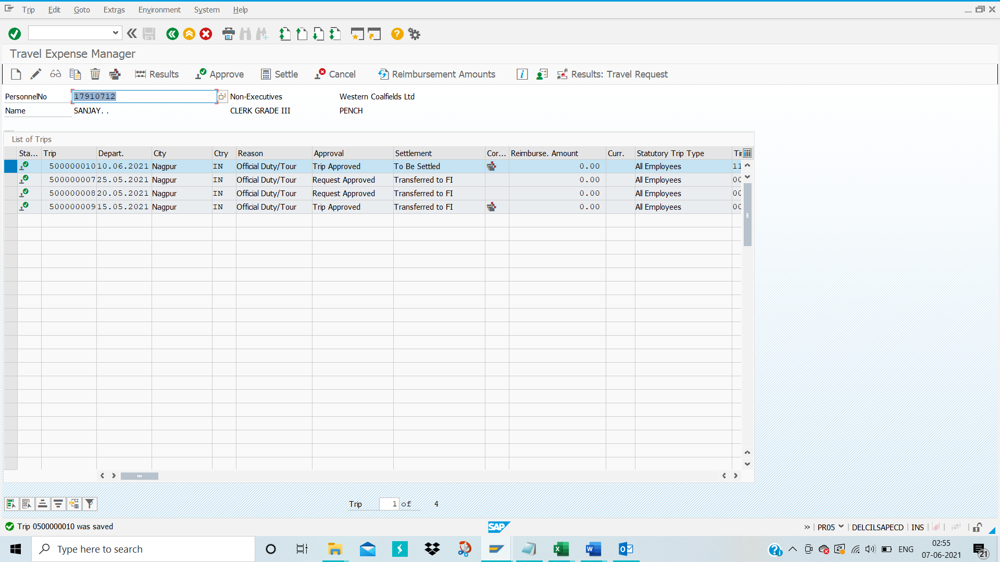 Trip Edit Goto Extras Environment System Help
Travel Expense Manager
Results Approve Settle Cancel Reimbursement Amounts Results: Travel Request
PersonnelNo 17910712 Non-Executives Western Coalfields Ltd
Name SANJAY. . CLERK GRADE III PENCH
List of Trips
Sta... Trip Depart. City Ctry Reason Approval Settlement Cor... Reimburse. Amount Curr. Statutory Trip Type
500000010 10.06.2021 Nagpur IN Official Duty/Tour Trip Approved To Be Settled 0.00 All Employees 11
500000007 25.05.2021 Nagpur IN Official Duty/Tour Request Approved Transferred to FI 0.00 All Employees 00
500000008 20.05.2021 Nagpur IN Official Duty/Tour Request Approved Transferred to FI 0.00 All Employees 00
500000009 15.05.2021 Nagpur IN Official Duty/Tour Trip Approved Transferred to FI 0.00 All Employees 00
Trip 1 of 4
Trip 0500000010 was saved SAP PR05 DELCILSAPECD INS
Type here to search ENG 02:55
07-06-2021 21